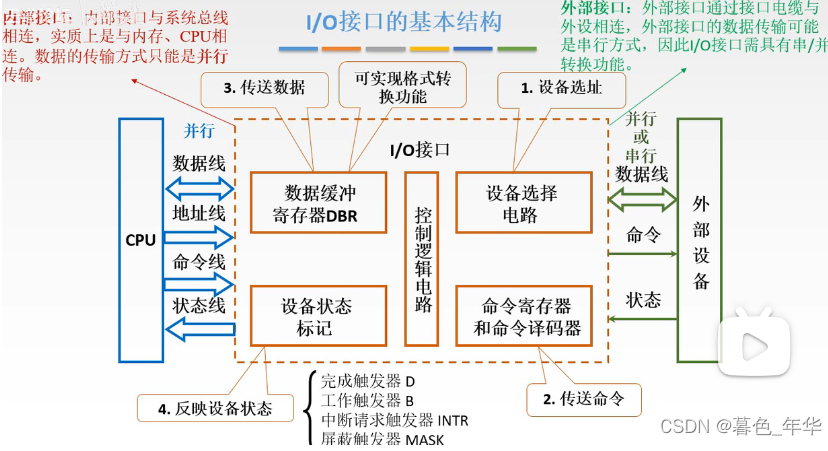 I/O接口的基本结构
内部接口：内部接口与系统总线
相连，实质上是与内存、CPU相
连。数据的传输方式只能是并行
传输。
外部接口：外部接口通过接口电缆与
外设相连，外部接口的数据传输可能
是串行方式，因此I/O接口需具有串/并
转换功能。
3. 传送数据
可实现格式转
换功能
1. 设备选址
并行
I/O接口
并行
或
串行
CPU
数据线
地址线
命令线
状态线
数据缓冲
寄存器DBR
控制逻辑电路
设备选择
电路
设备状态
标记
命令寄存器
和命令译码器
数据线
命令
状态
外部设备
4. 反映设备状态
完成触发器 D
工作触发器 B
中断请求触发器 INTR
屏蔽触发器 MASK
2. 传送命令
CSDN @暮色_年华